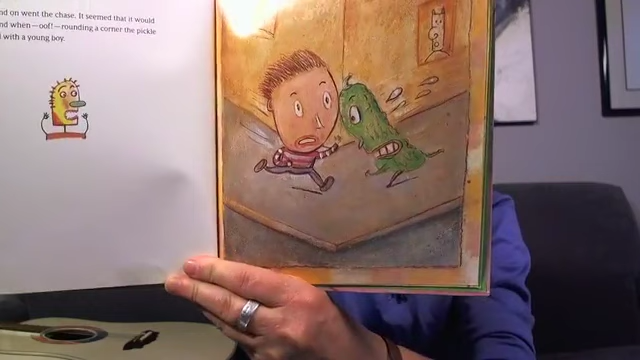 nd on went the chase. It seemed that it would
nd when—oof!—rounding a corner the pickle
with a young boy.